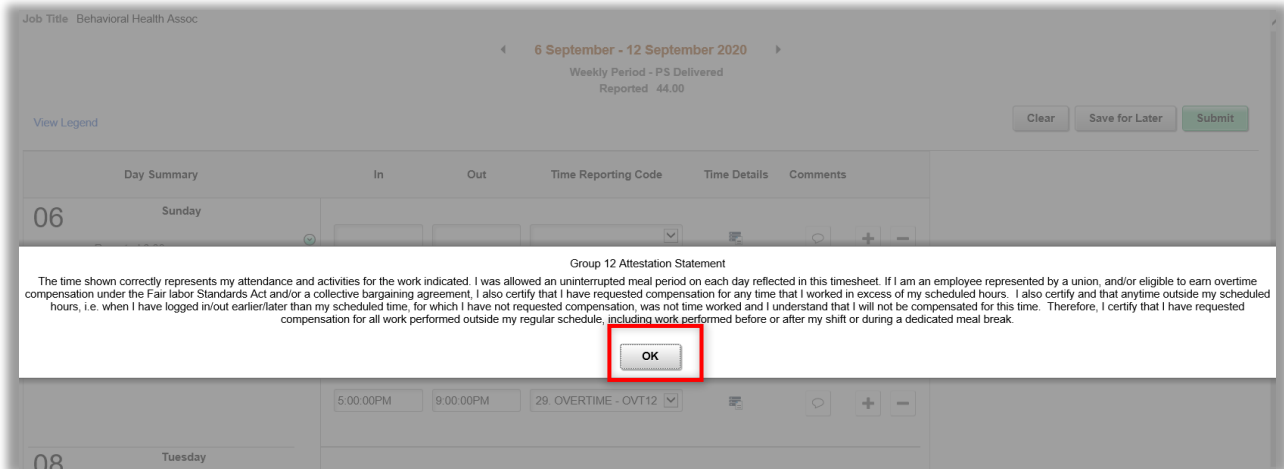 Job Title Behavioral Health Assoc
6 September - 12 September 2020
Weekly Period - PS Delivered
Reported 44.00
View Legend
Clear Save for Later Submit
Day Summary In Out Time Reporting Code Time Details Comments
06 Sunday
Group 12 Attestation Statement
The time shown correctly represents my attendance and activities for the work indicated. I was allowed an uninterrupted meal period on each day reflected in this timesheet. If I am an employee represented by a union, and/or eligible to earn overtime
compensation under the Fair labor Standards Act and/or a collective bargaining agreement, I also certify that I have requested compensation for any time that I worked in excess of my scheduled hours. I also certify and that anytime outside my scheduled
hours, i.e. when I have logged in/out earlier/later than my scheduled time, for which I have not requested compensation, was not time worked and I understand that I will not be compensated for this time. Therefore, I certify that I have requested
compensation for all work performed outside my regular schedule, including work performed before or after my shift or during a dedicated meal break.
OK
5:00:00PM 9:00:00PM 29. OVERTIME - OVT12
08 Tuesday